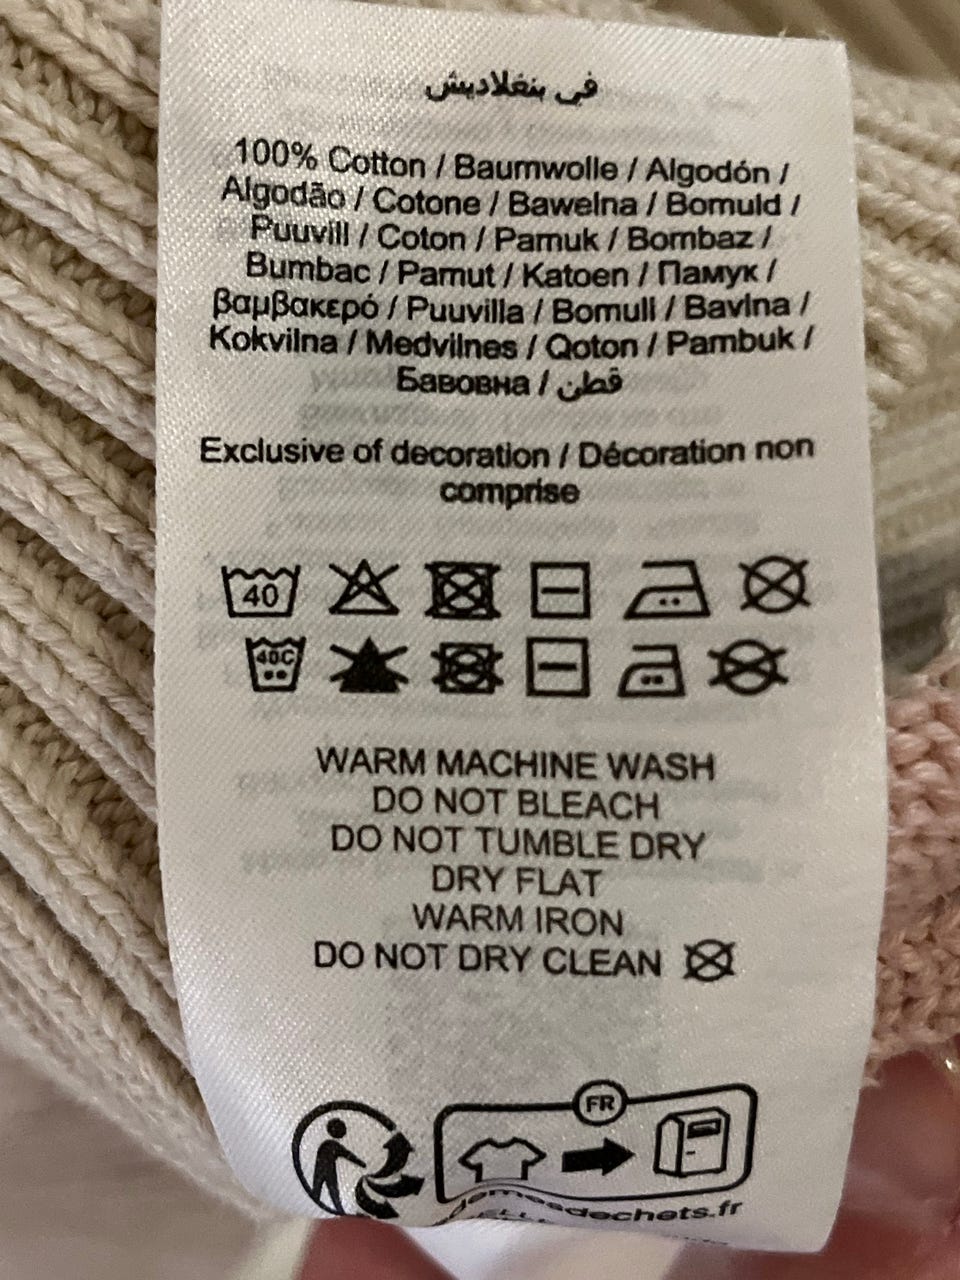 في بنغلاديش
100% Cotton / Baumwolle / Algodón /
Algodão / Cotone / Bawełna / Bomuld /
Puuvill / Coton / Pamuk / Bombaz /
Bumbac / Pamut / Katoen / Памук /
βαμβακερό / Puuvilla / Bomull / Bavlna /
Kokvilna / Medvilnes / Qoton / Pambuk /
Бавовна / قطن
Exclusive of decoration / Décoration non
comprise
40
40C
WARM MACHINE WASH
DO NOT BLEACH
DO NOT TUMBLE DRY
DRY FLAT
WARM IRON
DO NOT DRY CLEAN
FR